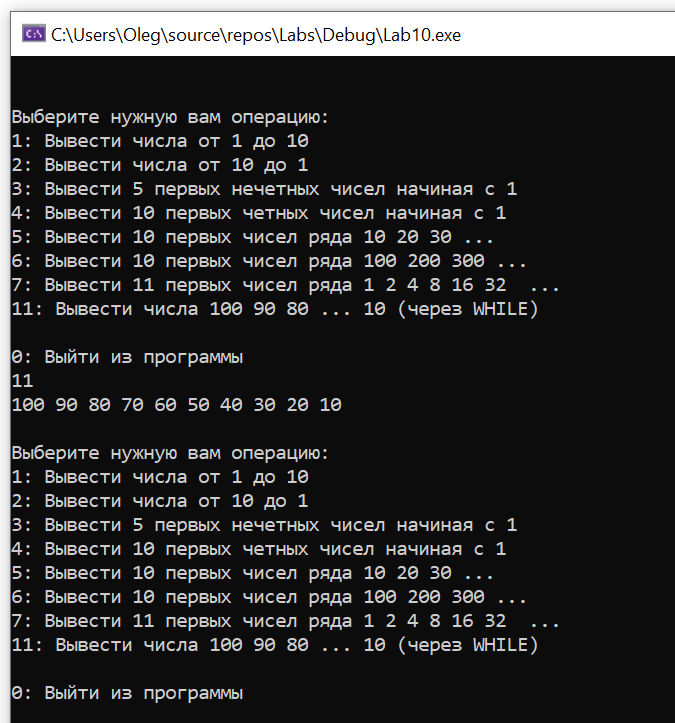 C:\Users\Oleg\source\repos\Labs\Debug\Lab10.exe
Выберите нужную вам операцию:
1: Вывести числа от 1 до 10
2: Вывести числа от 10 до 1
3: Вывести 5 первых нечетных чисел начиная с 1
4: Вывести 10 первых четных чисел начиная с 1
5: Вывести 10 первых чисел ряда 10 20 30 ...
6: Вывести 10 первых чисел ряда 100 200 300 ...
7: Вывести 11 первых чисел ряда 1 2 4 8 16 32  ...
11: Вывести числа 100 90 80 ... 10 (через WHILE)
0: Выйти из программы
11
100 90 80 70 60 50 40 30 20 10
Выберите нужную вам операцию:
1: Вывести числа от 1 до 10
2: Вывести числа от 10 до 1
3: Вывести 5 первых нечетных чисел начиная с 1
4: Вывести 10 первых четных чисел начиная с 1
5: Вывести 10 первых чисел ряда 10 20 30 ...
6: Вывести 10 первых чисел ряда 100 200 300 ...
7: Вывести 11 первых чисел ряда 1 2 4 8 16 32  ...
11: Вывести числа 100 90 80 ... 10 (через WHILE)
0: Выйти из программы